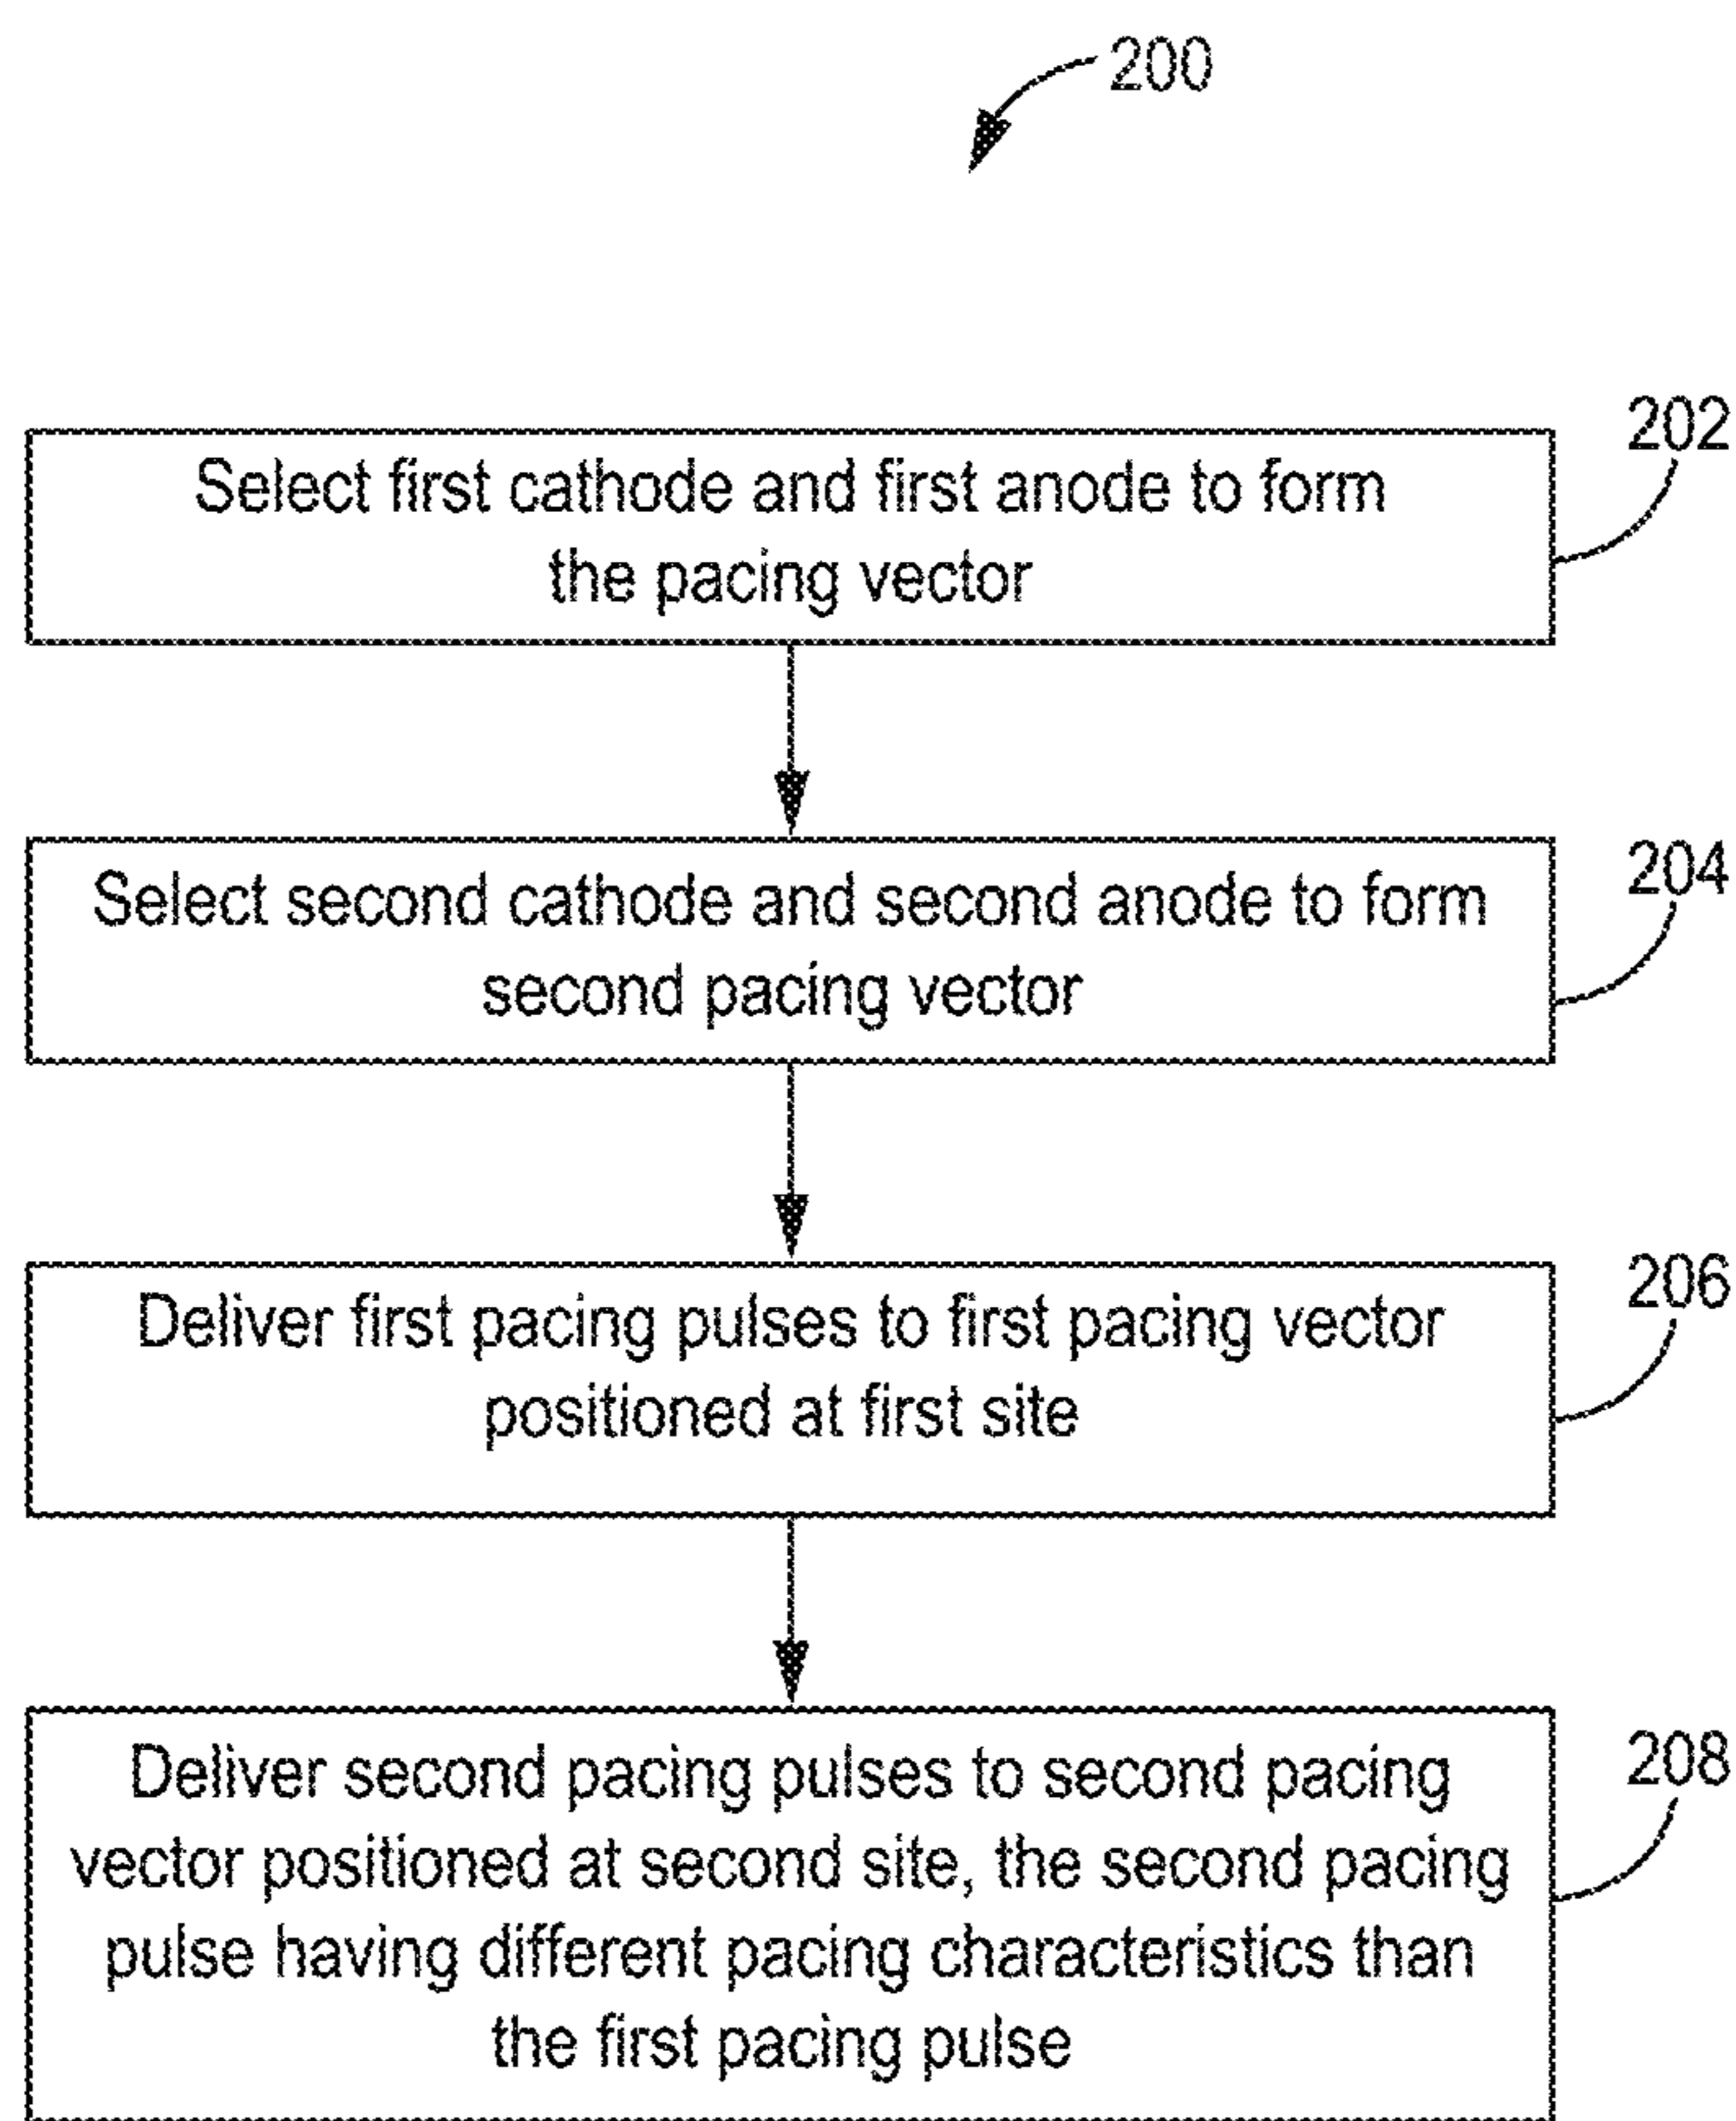 200
202
Select first cathode and first anode to form
the pacing vector
204
Select second cathode and second anode to form
second pacing vector
206
Deliver first pacing pulses to first pacing vector
positioned at first site
208
Deliver second pacing pulses to second pacing
vector positioned at second site, the second pacing
pulse having different pacing characteristics than
the first pacing pulse